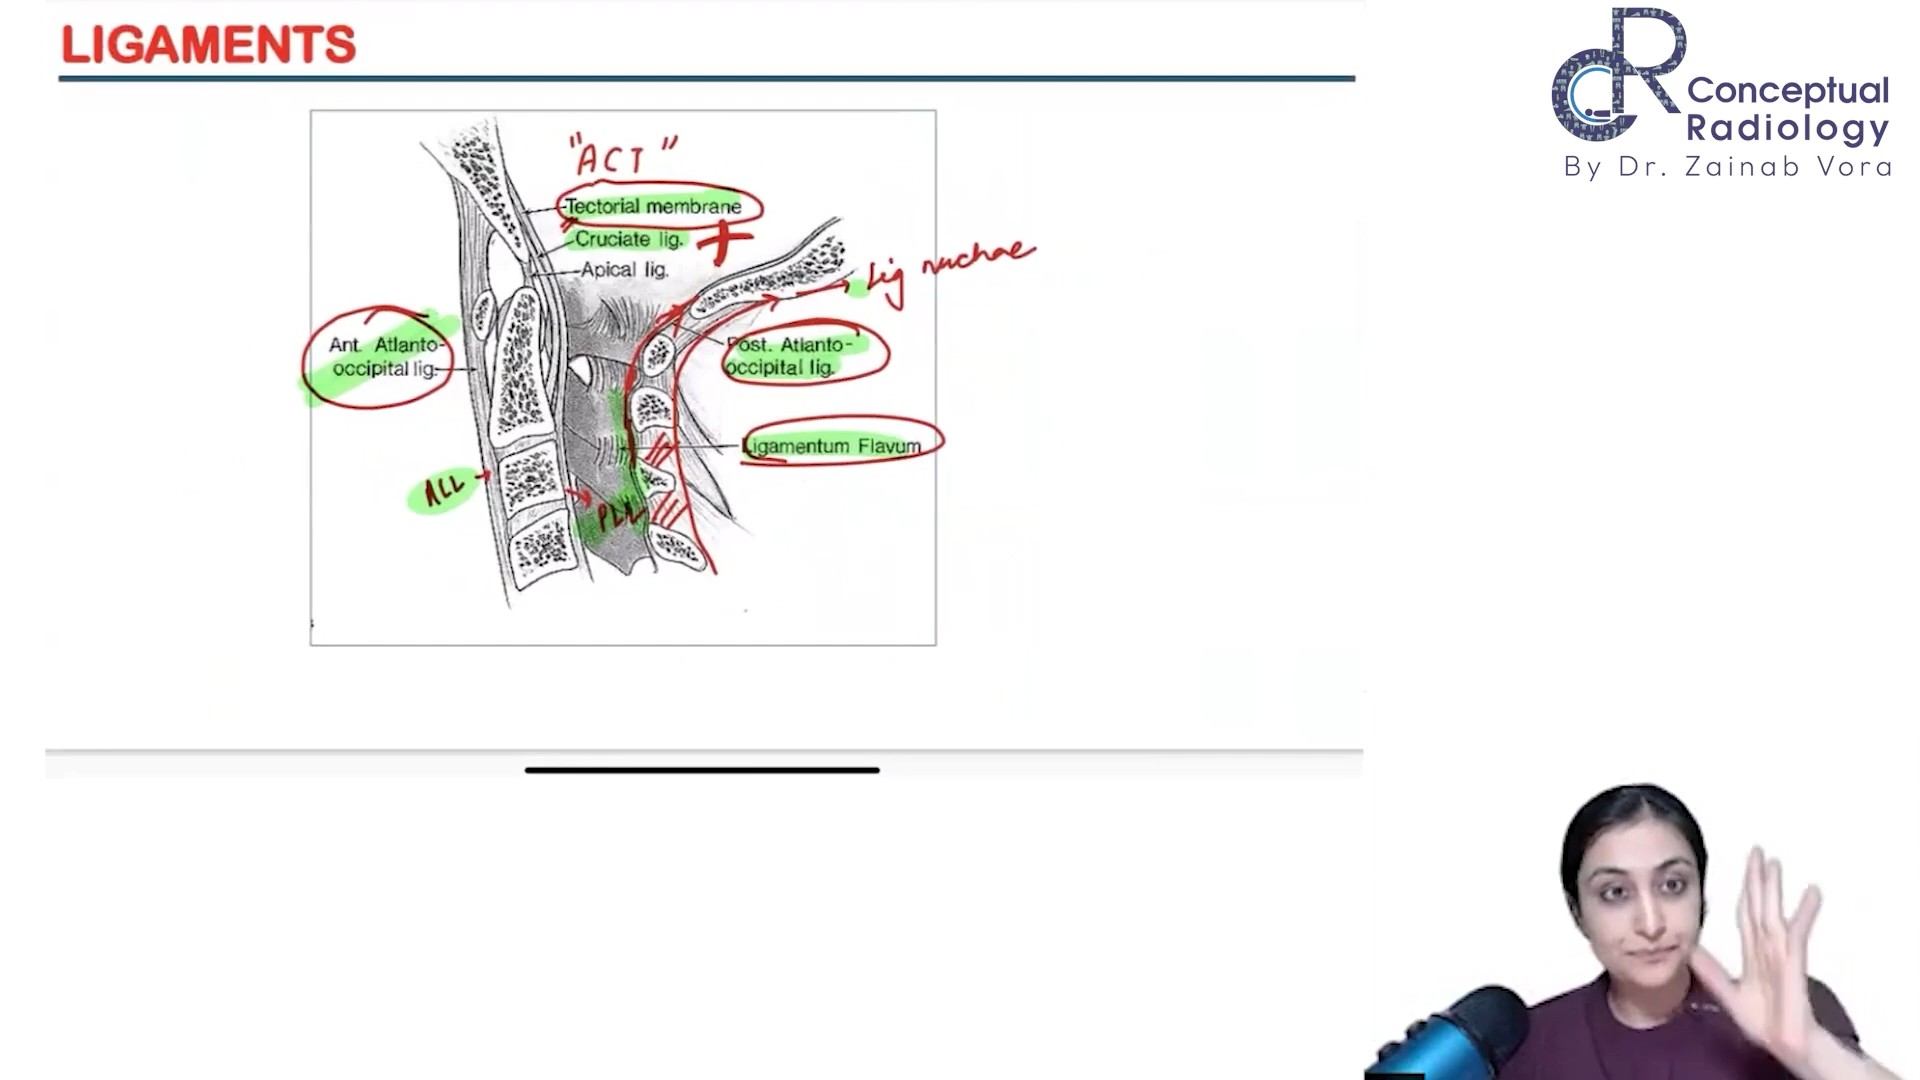 LIGAMENTS
CR
Conceptual
Radiology
By Dr. Zainab Vora
"ACT"
Tectorial membrane
Cruciate lig.
Apical lig.
Lig nuchae
Ant. Atlanto-
occipital lig.
Post. Atlanto-
occipital lig.
Ligamentum Flavum
ALL
PLL